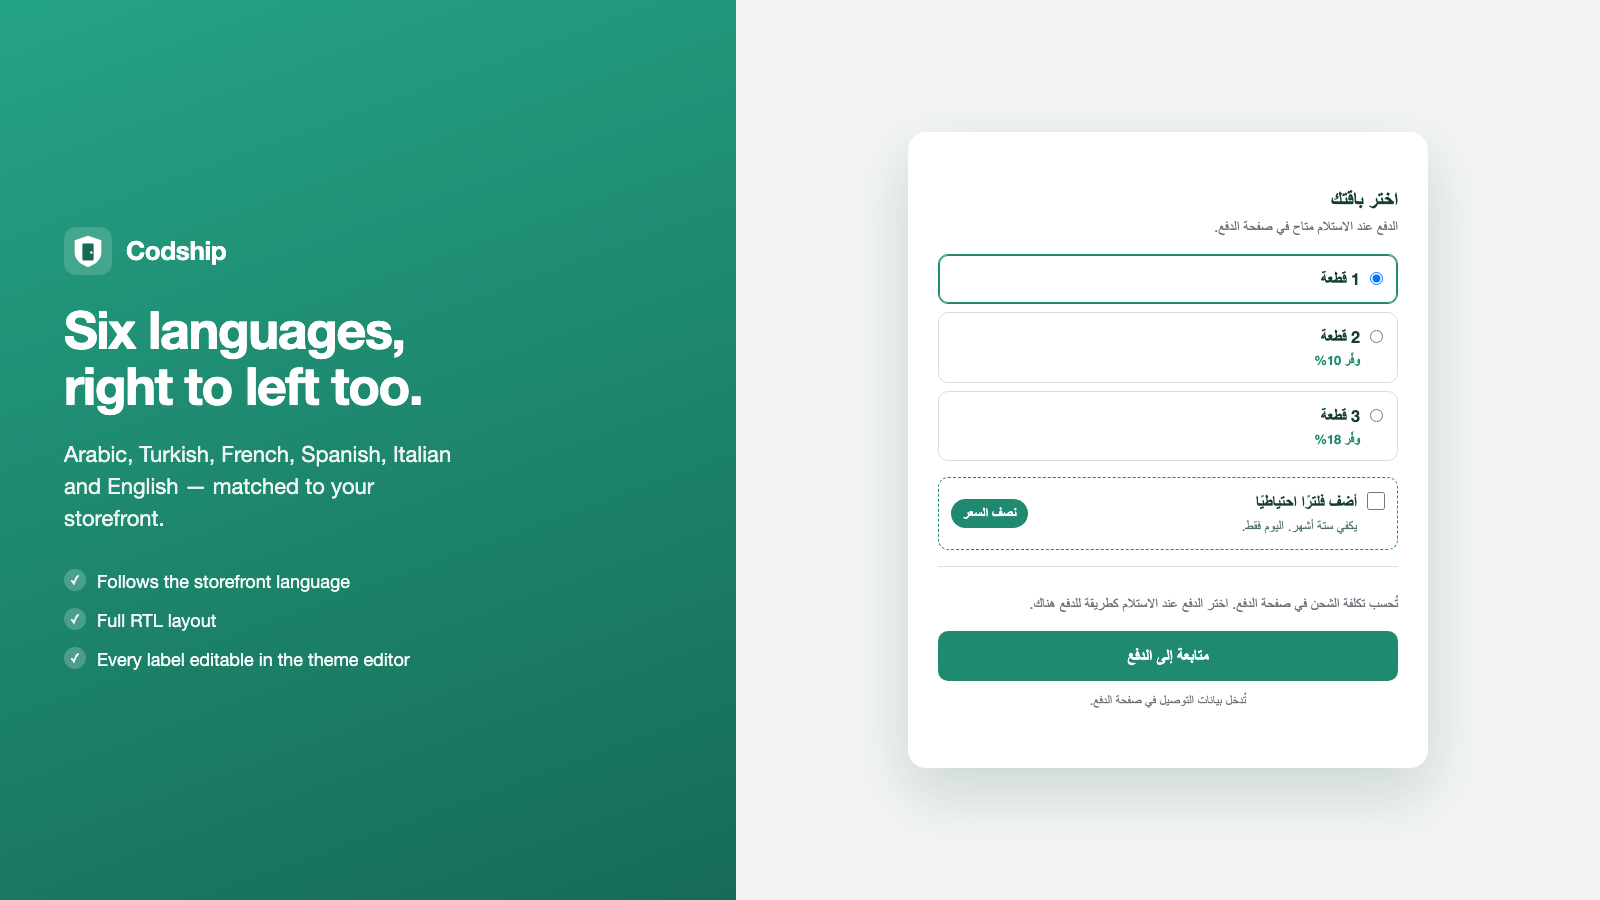 Codship
Six languages,
right to left too.
Arabic, Turkish, French, Spanish, Italian
and English — matched to your
storefront.
Follows the storefront language
Full RTL layout
Every label editable in the theme editor
اختر باقتك
الدفع عند الاستلام متاح في صفحة الدفع.
1 قطعة
2 قطعة
وفّر 10%
3 قطعة
وفّر 18%
أضف فلترًا احتياطيًا
يكفي ستة أشهر. اليوم فقط.
نصف السعر
تُحسب تكلفة الشحن في صفحة الدفع. اختر الدفع عند الاستلام كطريقة للدفع هناك.
متابعة إلى الدفع
تُدخل بيانات التوصيل في صفحة الدفع.